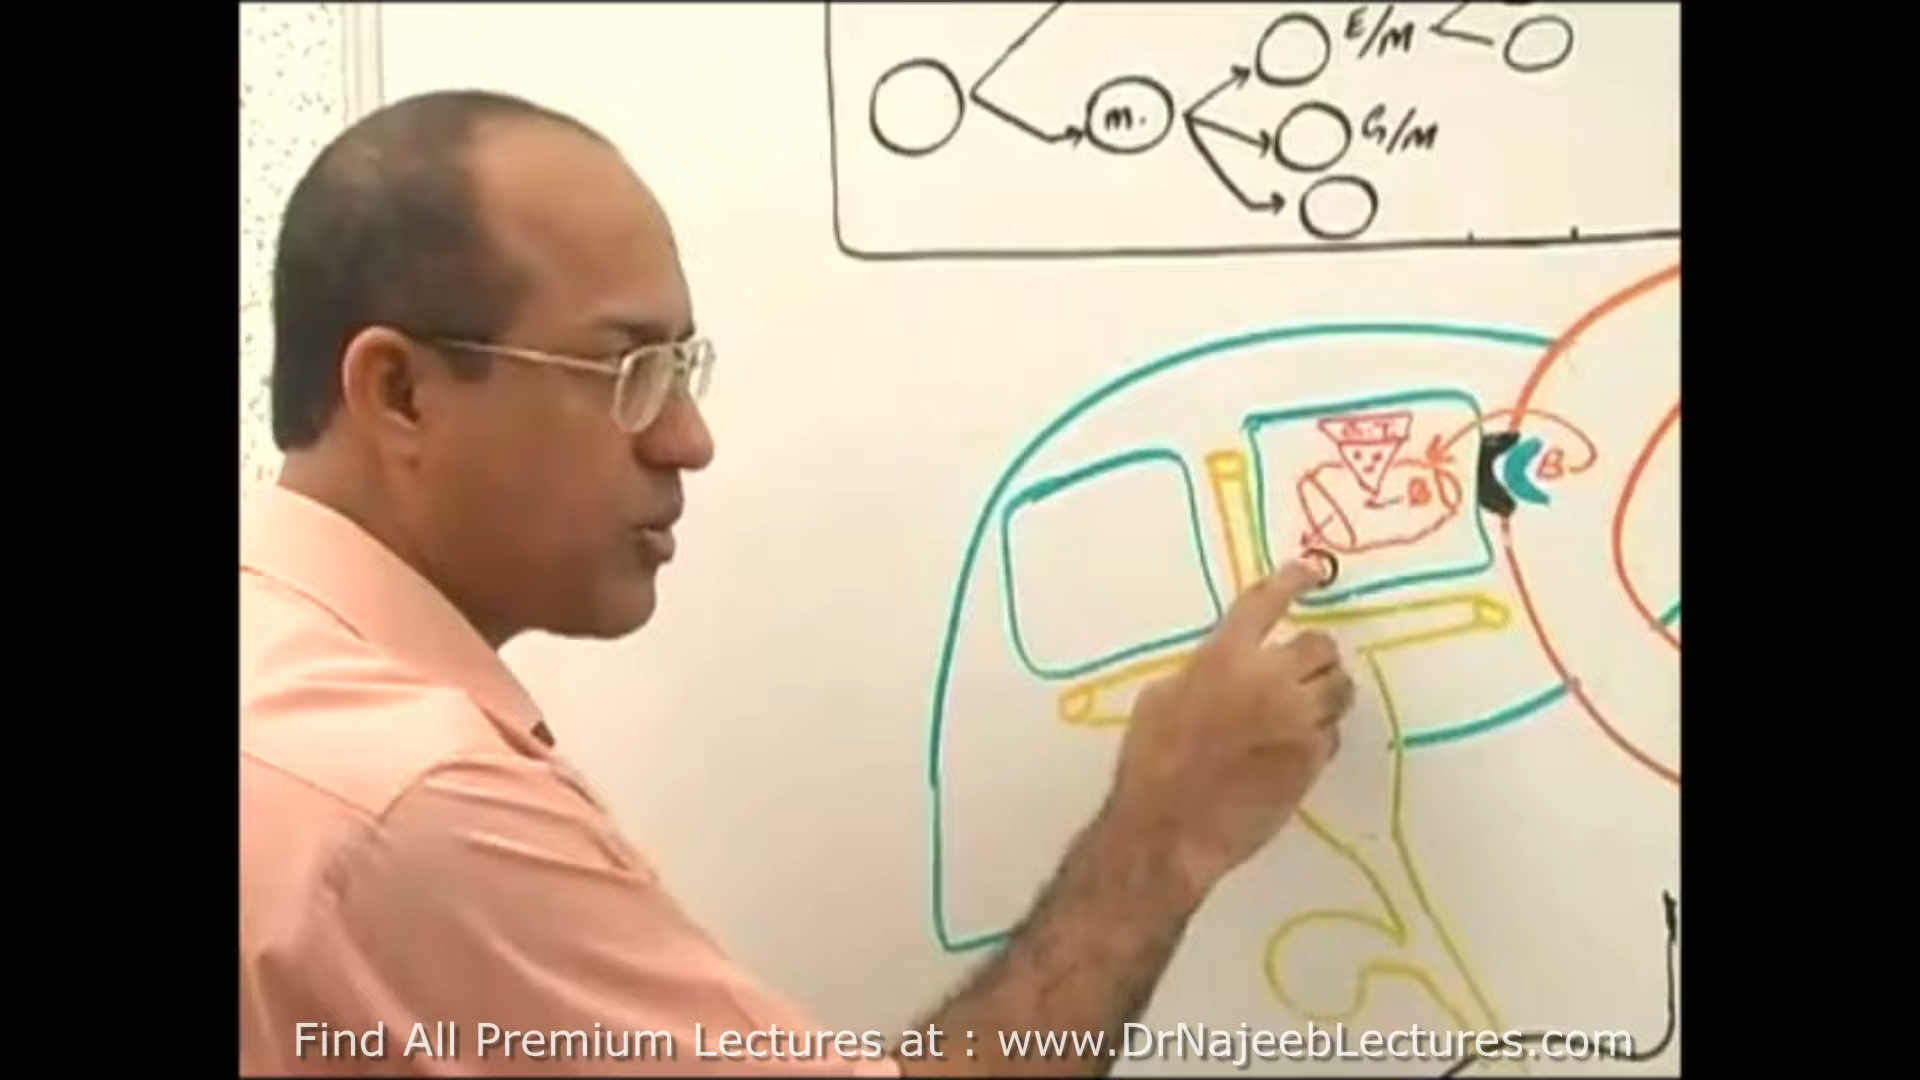 E/M
m.
G/M
G.T.
B
B
Find All Premium Lectures at : www.DrNajeebLectures.com